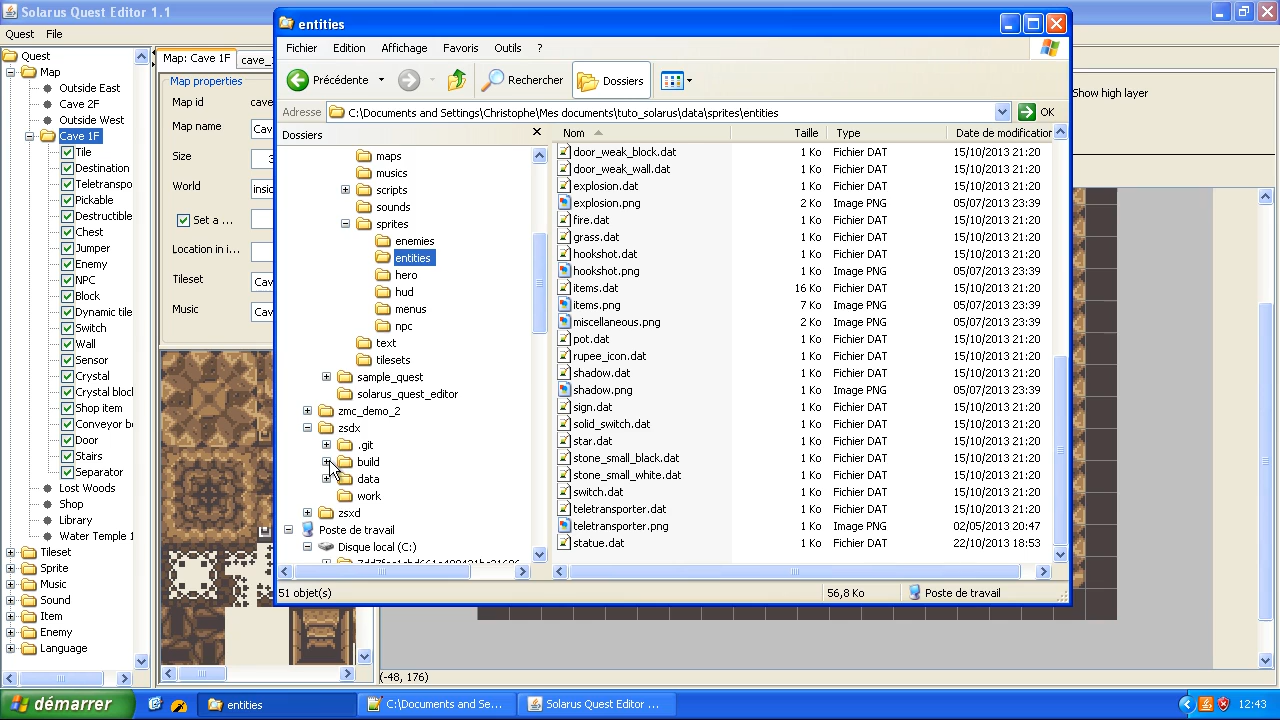 Solarus Quest Editor 1.1
Quest File
Quest
Map
Outside East
Cave 2F
Outside West
Cave 1F
Tile
Destination
Teletranspo
Pickable
Destructible
Chest
Jumper
Enemy
NPC
Block
Dynamic tile
Switch
Wall
Sensor
Crystal
Crystal bloc
Shop item
Conveyor b
Door
Stairs
Separator
Lost Woods
Shop
Library
Water Temple 1
Tileset
Sprite
Music
Sound
Item
Enemy
Language
Map: Cave 1F cave_
Map properties
Map id cave
Map name Cav
Size 3
World insid
Set a ...
Location in i...
Tileset Cav
Music Cav
Show high layer
(-48, 176)
entities
Fichier Affichage Favoris Outils ?
Précédente Rechercher Dossiers
Adresse C:\Documents and Settings\Christophe\Mes documents\tuto_solarus\data\sprites\entities OK
Dossiers
maps
musics
scripts
sounds
sprites
enemies
entities
hero
hud
menus
npc
text
tilesets
sample_quest
solarus_quest_editor
zmc_demo_2
zsdx
.git
build
data
work
zsxd
Poste de travail
Disque local (C:)
Nom Taille Type Date de modification
door_weak_block.dat 1 Ko Fichier DAT 15/10/2013 21:20
door_weak_wall.dat 1 Ko Fichier DAT 15/10/2013 21:20
explosion.dat 1 Ko Fichier DAT 15/10/2013 21:20
explosion.png 2 Ko Image PNG 05/07/2013 23:39
fire.dat 1 Ko Fichier DAT 15/10/2013 21:20
grass.dat 1 Ko Fichier DAT 15/10/2013 21:20
hookshot.dat 1 Ko Fichier DAT 15/10/2013 21:20
hookshot.png 1 Ko Image PNG 05/07/2013 23:39
items.dat 16 Ko Fichier DAT 15/10/2013 21:20
items.png 7 Ko Image PNG 05/07/2013 23:39
miscellaneous.png 2 Ko Image PNG 05/07/2013 23:39
pot.dat 1 Ko Fichier DAT 15/10/2013 21:20
rupee_icon.dat 1 Ko Fichier DAT 15/10/2013 21:20
shadow.dat 1 Ko Fichier DAT 15/10/2013 21:20
shadow.png 1 Ko Image PNG 05/07/2013 23:39
sign.dat 1 Ko Fichier DAT 15/10/2013 21:20
solid_switch.dat 1 Ko Fichier DAT 15/10/2013 21:20
star.dat 1 Ko Fichier DAT 15/10/2013 21:20
stone_small_black.dat 1 Ko Fichier DAT 15/10/2013 21:20
stone_small_white.dat 1 Ko Fichier DAT 15/10/2013 21:20
switch.dat 1 Ko Fichier DAT 15/10/2013 21:20
teletransporter.dat 1 Ko Fichier DAT 15/10/2013 21:20
teletransporter.png 1 Ko Image PNG 02/05/2013 20:47
statue.dat 1 Ko Fichier DAT 22/10/2013 18:53
51 objet(s) 56,8 Ko Poste de travail
démarrer entities C:\Documents and Se... Solarus Quest Editor ... 12:43